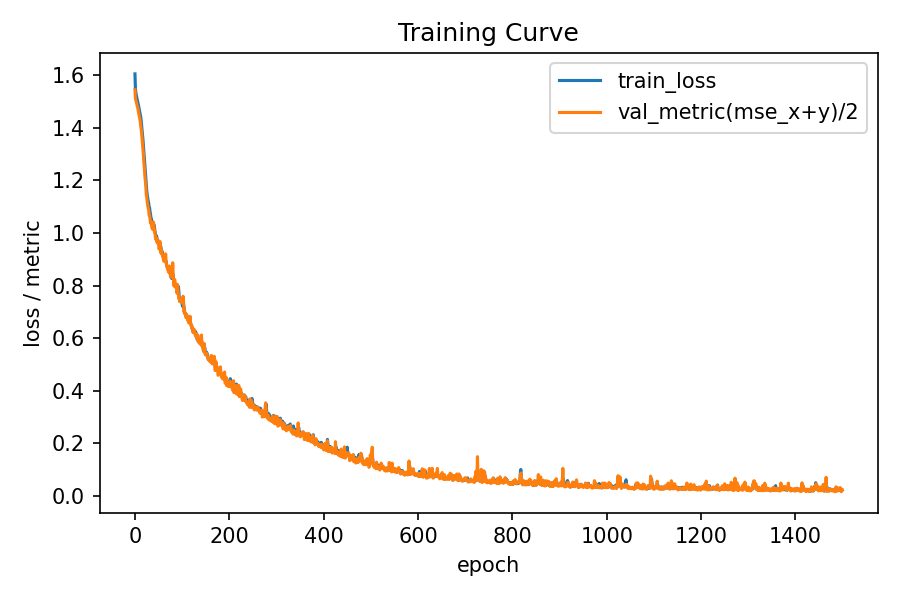 Training Curve
train_loss
val_metric(mse_x+y)/2
1.6
1.4
1.2
1.0
0.8
0.6
0.4
0.2
0.0
loss / metric
0 200 400 600 800 1000 1200 1400
epoch